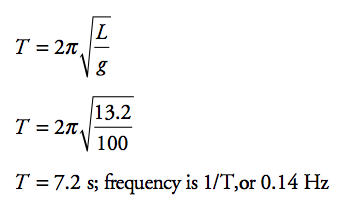 T = 2π√(L/g)
T = 2π√(13.2/100)
T = 7.2 s; frequency is 1/T,or 0.14 Hz